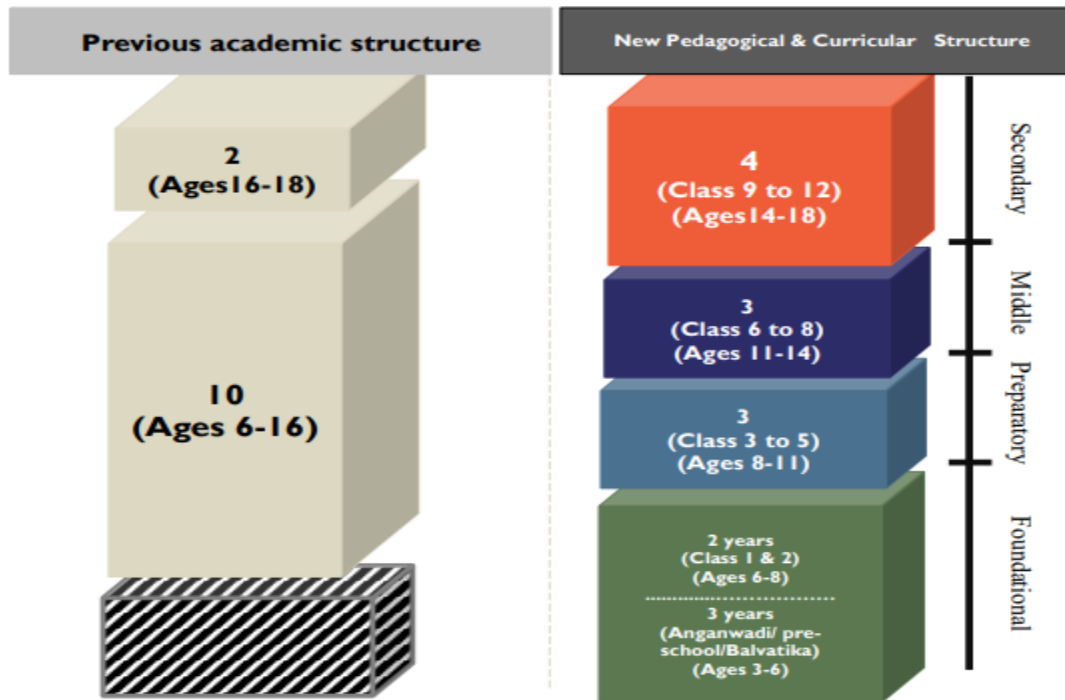 Previous academic structure
2
(Ages16-18)
10
(Ages 6-16)
New Pedagogical & Curricular Structure
4
(Class 9 to 12)
(Ages14-18)
3
(Class 6 to 8)
(Ages 11-14)
3
(Class 3 to 5)
(Ages 8-11)
2 years
(Class 1 & 2)
(Ages 6-8)
3 years
(Anganwadi/ pre-
school/Balvatika)
(Ages 3-6)
Secondary
Middle
Preparatory
Foundational